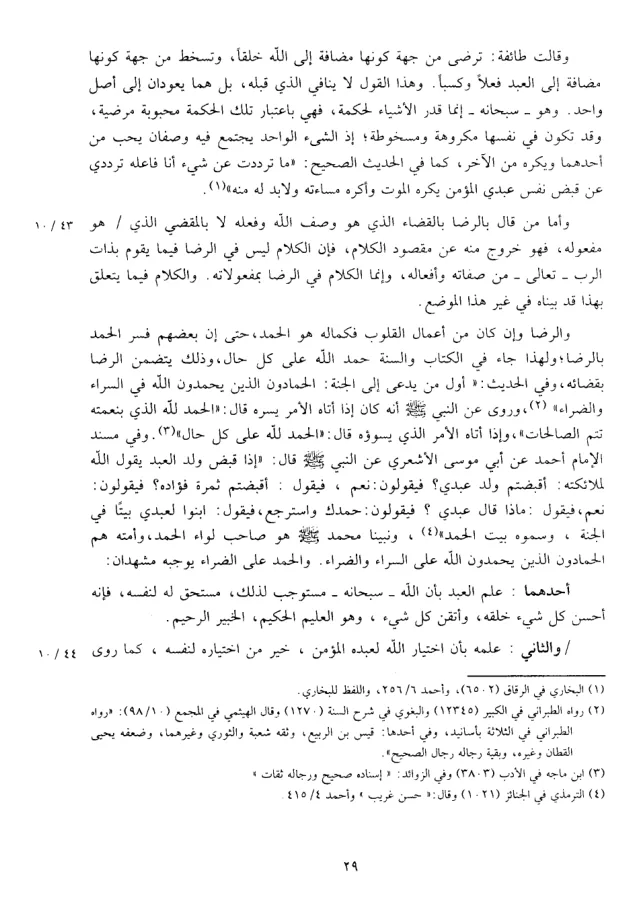 وقالت طائفة: ترضى من جهة كونها مضافة إلى الله خلقاً، وتسخط من جهة كونها
مضافة إلى العبد فعلاً وكسباً. وهذا القول لا ينافي الذي قبله، بل هما يعودان إلى أصل
واحد. وهو ـ سبحانه ـ إنما قدر الأشياء لحكمة، فهي باعتبار تلك الحكمة محبوبة مرضية،
وقد تكون في نفسها مكروهة ومسخوطة؛ إذ الشيء الواحد يجتمع فيه وصفان يحب من
أحدهما ويكره من الآخر، كما في الحديث الصحيح: «ما ترددت عن شيء أنا فاعله ترددي
عن قبض نفس عبدي المؤمن يكره الموت وأكره مساءته ولابد له منه»(١).
وأما من قال بالرضا بالقضاء الذي هو وصف الله وفعله لا بالمقضي الذي / هو ١٠/٤٣
مفعوله، فهو خروج منه عن مقصود الكلام، فإن الكلام ليس في الرضا فيما يقوم بذات
الرب ـ تعالى ـ من صفاته وأفعاله، وإنما الكلام في الرضا بمفعولاته. والكلام فيما يتعلق
بهذا قد بيناه في غير هذا الموضع.
والرضا وإن كان من أعمال القلوب فكماله هو الحمد،حتى إن بعضهم فسر الحمد
بالرضا؛ولهذا جاء في الكتاب والسنة حمد الله على كل حال،وذلك يتضمن الرضا
بقضائه،وفي الحديث:« أول من يدعى إلى الجنة: الحمادون الذين يحمدون الله في السراء
والضراء» (٢)،وروى عن النبي ﷺ أنه كان إذا أتاه الأمر يسره قال:«الحمد لله الذي بنعمته
تتم الصالحات»،وإذا أتاه الأمر الذي يسوؤه قال:«الحمد لله على كل حال»(٣).وفي مسند
الإمام أحمد عن أبي موسى الأشعري عن النبي ﷺ قال: «إذا قبض ولد العبد يقول الله
لملائكته: أقبضتم ولد عبدي؟ فيقولون:نعم ، فيقول : أقبضتم ثمرة فؤاده؟ فيقولون:
نعم،فيقول :ماذا قال عبدي ؟ فيقولون:حمدك واسترجع،فيقول: ابنوا لعبدي بيتًا في
الجنة ، وسموه بيت الحمد»(٤) ، ونبينا محمد ﷺ هو صاحب لواء الحمد،وأمته هم
الحمادون الذين يحمدون الله على السراء والضراء. والحمد على الضراء يوجبه مشهدان:
أحدهما : علم العبد بأن الله ـ سبحانه ـ مستوجب لذلك، مستحق له لنفسه، فإنه
أحسن كل شيء خلقه، وأتقن كل شيء ، وهو العليم الحكيم، الخبير الرحيم.
/ والثاني : علمه بأن اختيار الله لعبده المؤمن ، خير من اختياره لنفسه ، كما روى ١٠/٤٤
(١) البخاري في الرقاق (٦٥٠٢)، وأحمد ٢٥٦/٦، واللفظ للبخاري.
(٢) رواه الطبراني في الكبير (١٢٣٤٥) والبغوي في شرح السنة (١٢٧٠) وقال الهيثمي في المجمع (٩٨/١٠): «رواه
الطبراني في الثلاثة بأسانيد، وفي أحدها: قيس بن الربيع، وثقه شعبة والثوري وغيرهما، وضعفه يحيى
القطان وغيره، وبقية رجاله رجال الصحيح».
(٣) ابن ماجه في الأدب (٣٨٠٣) وفي الزوائد: « إسناده صحيح ورجاله ثقات »
(٤) الترمذي في الجنائز (١٠٢١) وقال:« حسن غريب » وأحمد ٤١٥/٤
٢٩